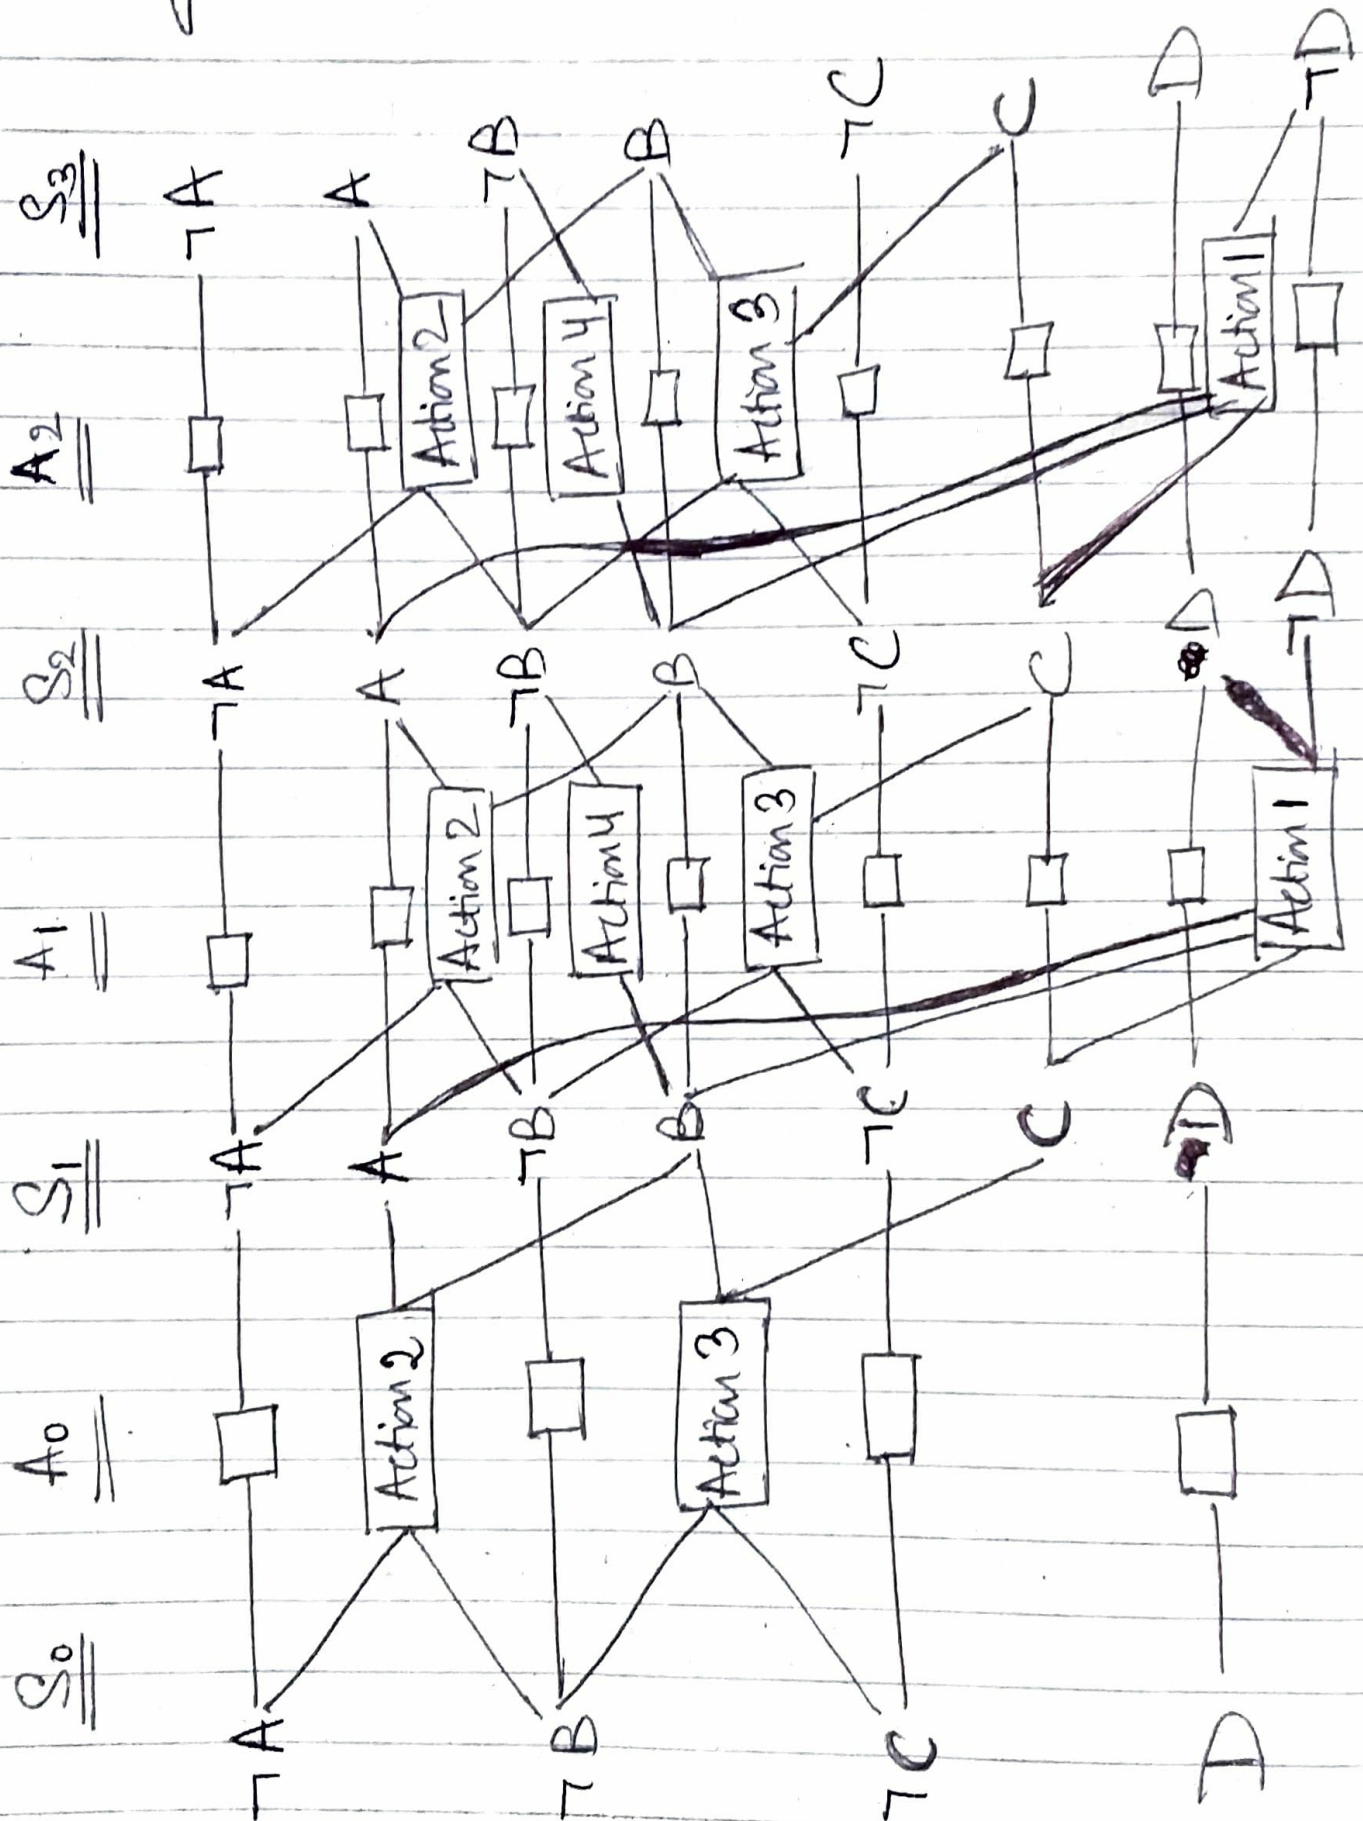 S₀ A₀ S₁ A₁ S₂ A₂ S₃
¬A ¬A ¬A ¬A
Action 2 A A A
Action 2 Action 2
¬B ¬B ¬B ¬B
Action 4 Action 4
B B B
Action 3 Action 3 Action 3
¬C ¬C ¬C ¬C
C C C
D D D D
Action 1 Action 1
¬D ¬D